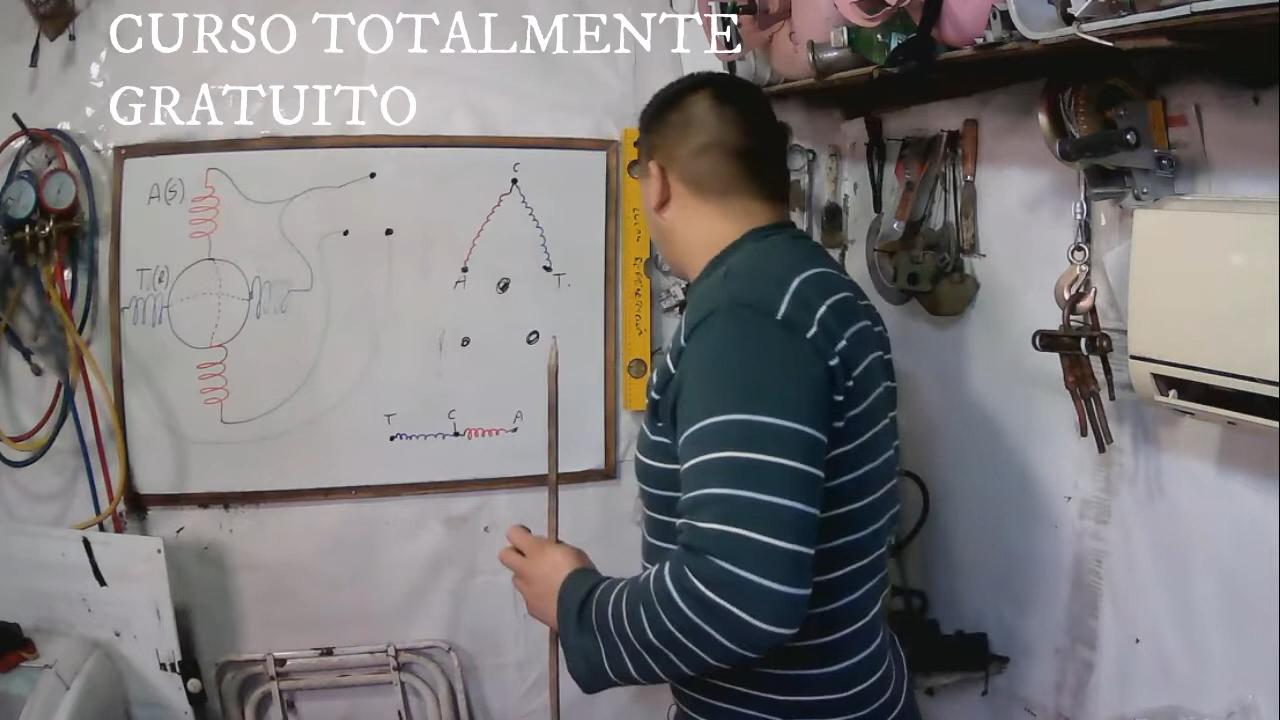 CURSO TOTALMENTE
GRATUITO
A(S)
T.(R)
C
A
T.
T
C
A